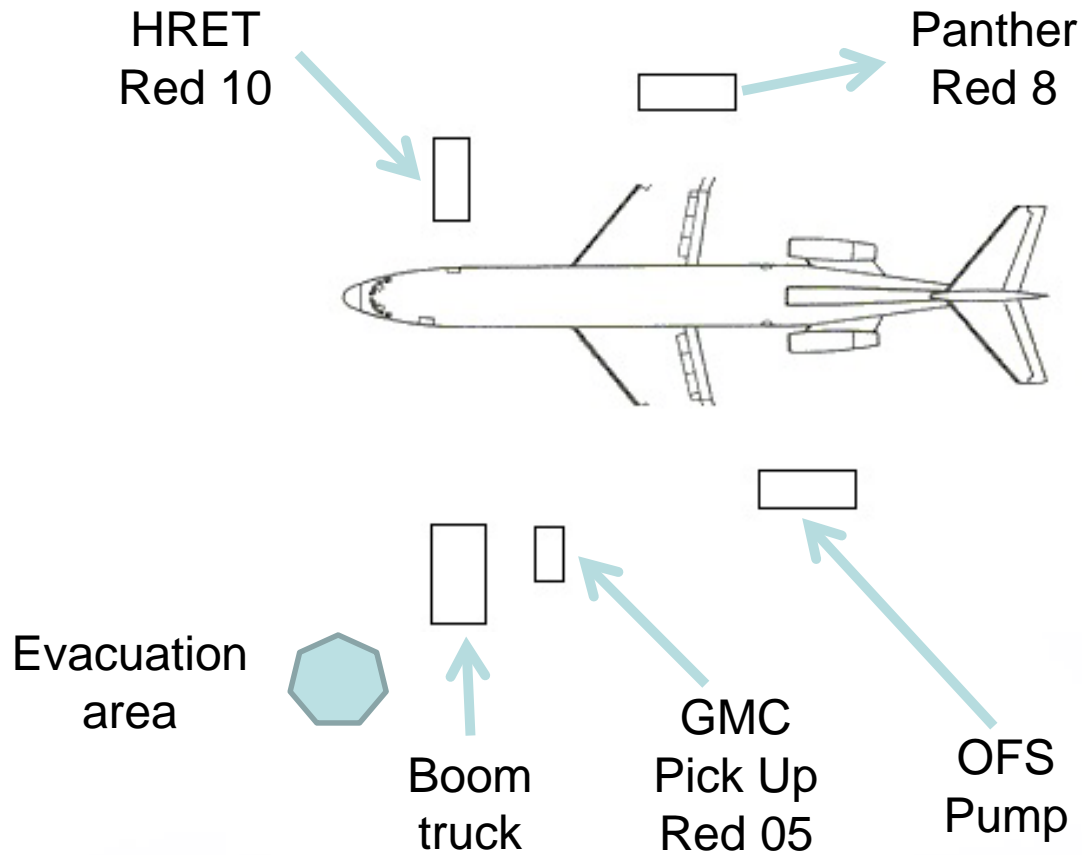 HRET
Red 10
Panther
Red 8
Evacuation
area
Boom
truck
GMC
Pick Up
Red 05
OFS
Pump